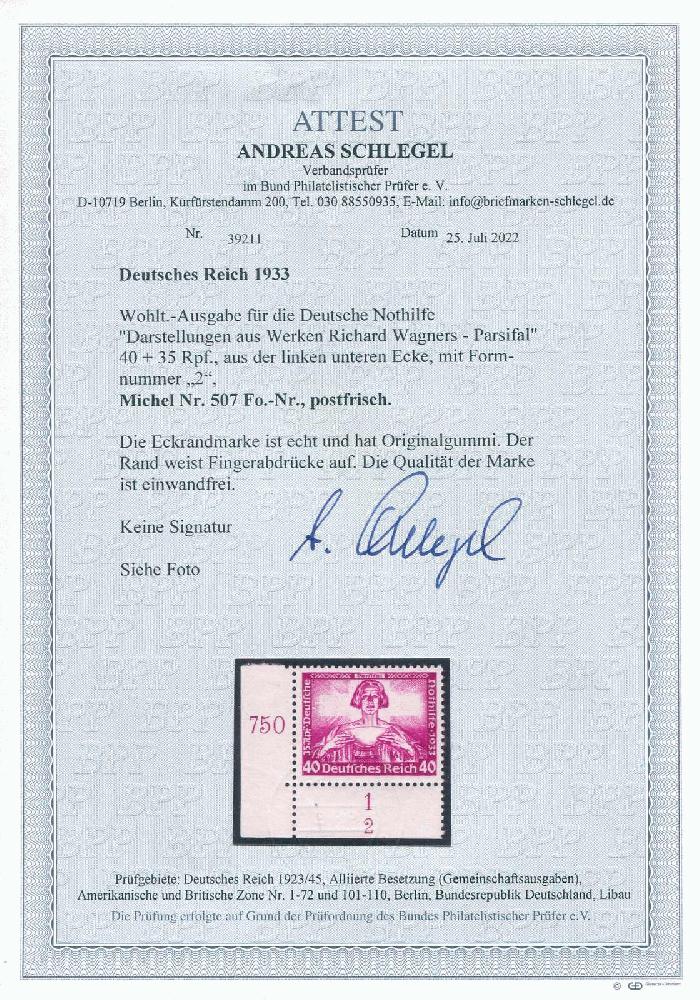 ATTEST
ANDREAS SCHLEGEL
Verbandsprüfer
im Bund Philatelistischer Prüfer e. V.
D-10719 Berlin, Kurfürstendamm 200, Tel. 030 88550935, E-Mail: info@briefmarken-schlegel.de
Nr. 39211 Datum 25. Juli 2022
Deutsches Reich 1933
Wohlt.-Ausgabe für die Deutsche Nothilfe
"Darstellungen aus Werken Richard Wagners - Parsifal"
40 + 35 Rpf., aus der linken unteren Ecke, mit Form-
nummer „2“,
Michel Nr. 507 Fo.-Nr., postfrisch.
Die Eckrandmarke ist echt und hat Originalgummi. Der
Rand weist Fingerabdrücke auf. Die Qualität der Marke
ist einwandfrei.
Keine Signatur
A. Schlegel
Siehe Foto
750
40 Deutsches Reich 40
1
2
Prüfgebiete: Deutsches Reich 1923/45, Alliierte Besetzung (Gemeinschaftsausgaben),
Amerikanische und Britische Zone Nr. 1-72 und 101-110, Berlin, Bundesrepublik Deutschland, Libau
Die Prüfung erfolgte auf Grund der Prüfordnung des Bundes Philatelistischer Prüfer e.V.